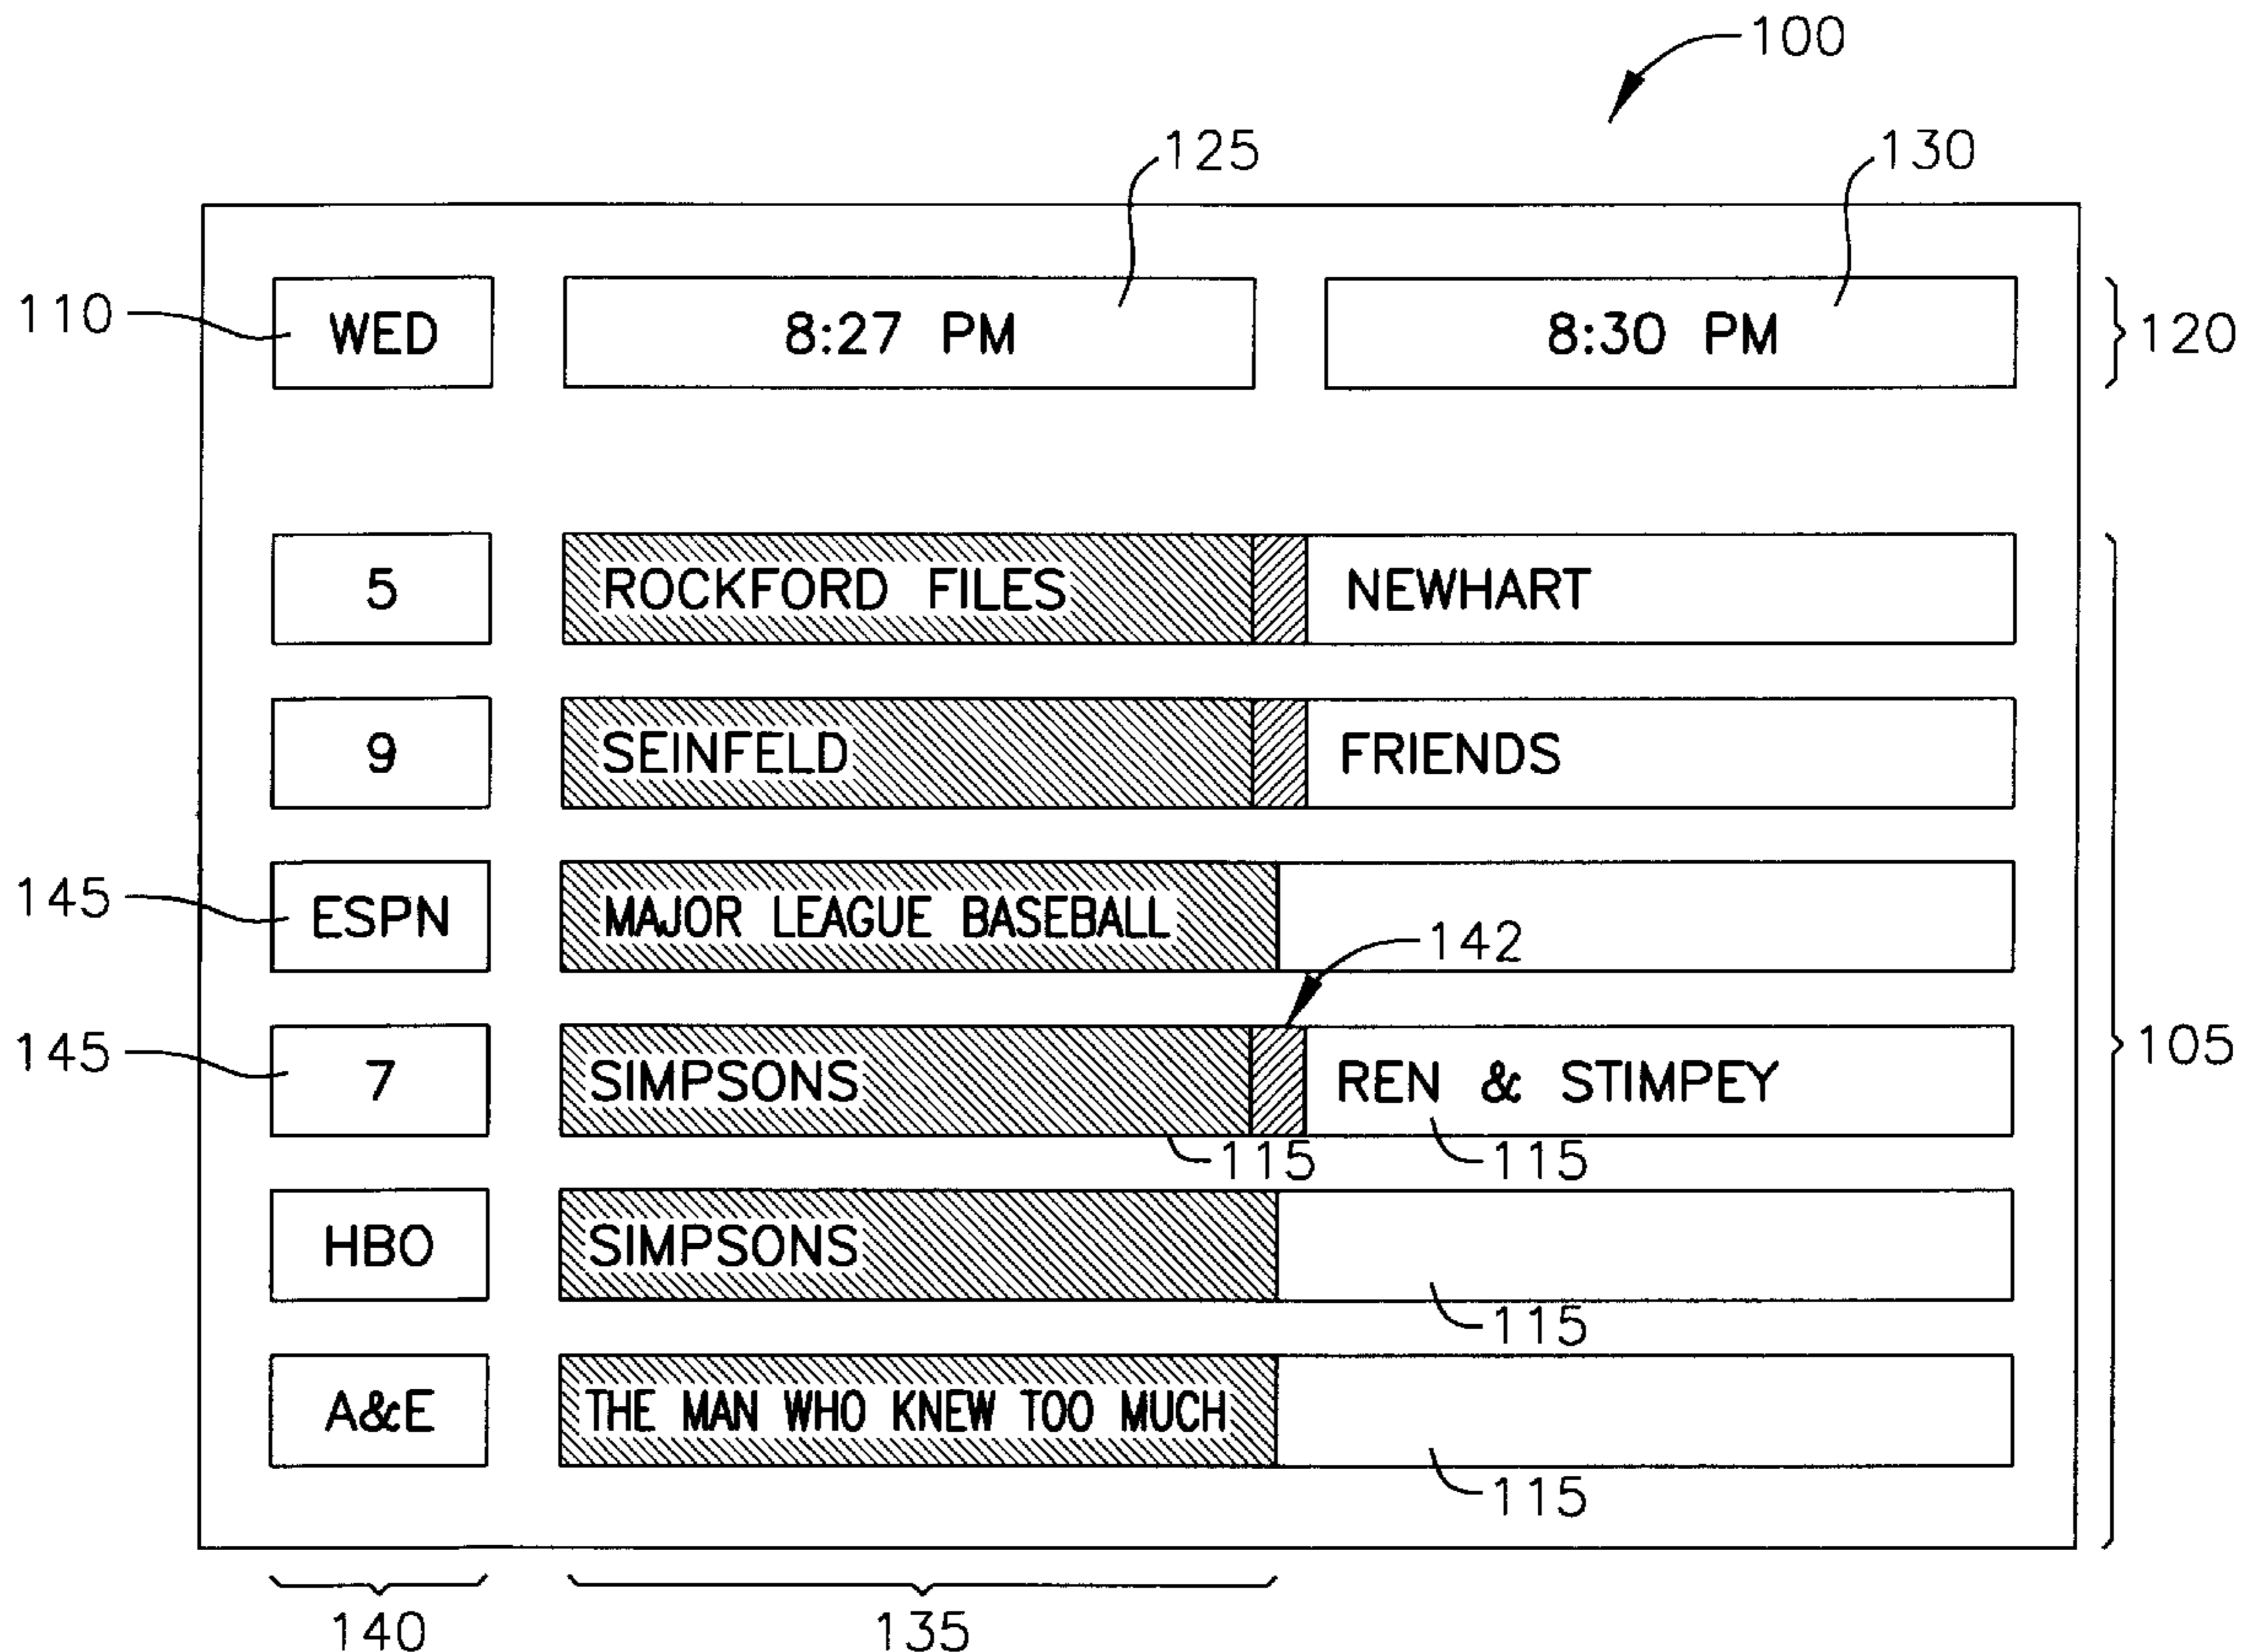 100
125 130
110 WED 8:27 PM 8:30 PM 120
5 ROCKFORD FILES NEWHART
9 SEINFELD FRIENDS
145 ESPN MAJOR LEAGUE BASEBALL
142
145 7 SIMPSONS REN & STIMPEY 105
115 115
HBO SIMPSONS
115
A&E THE MAN WHO KNEW TOO MUCH
115
140 135